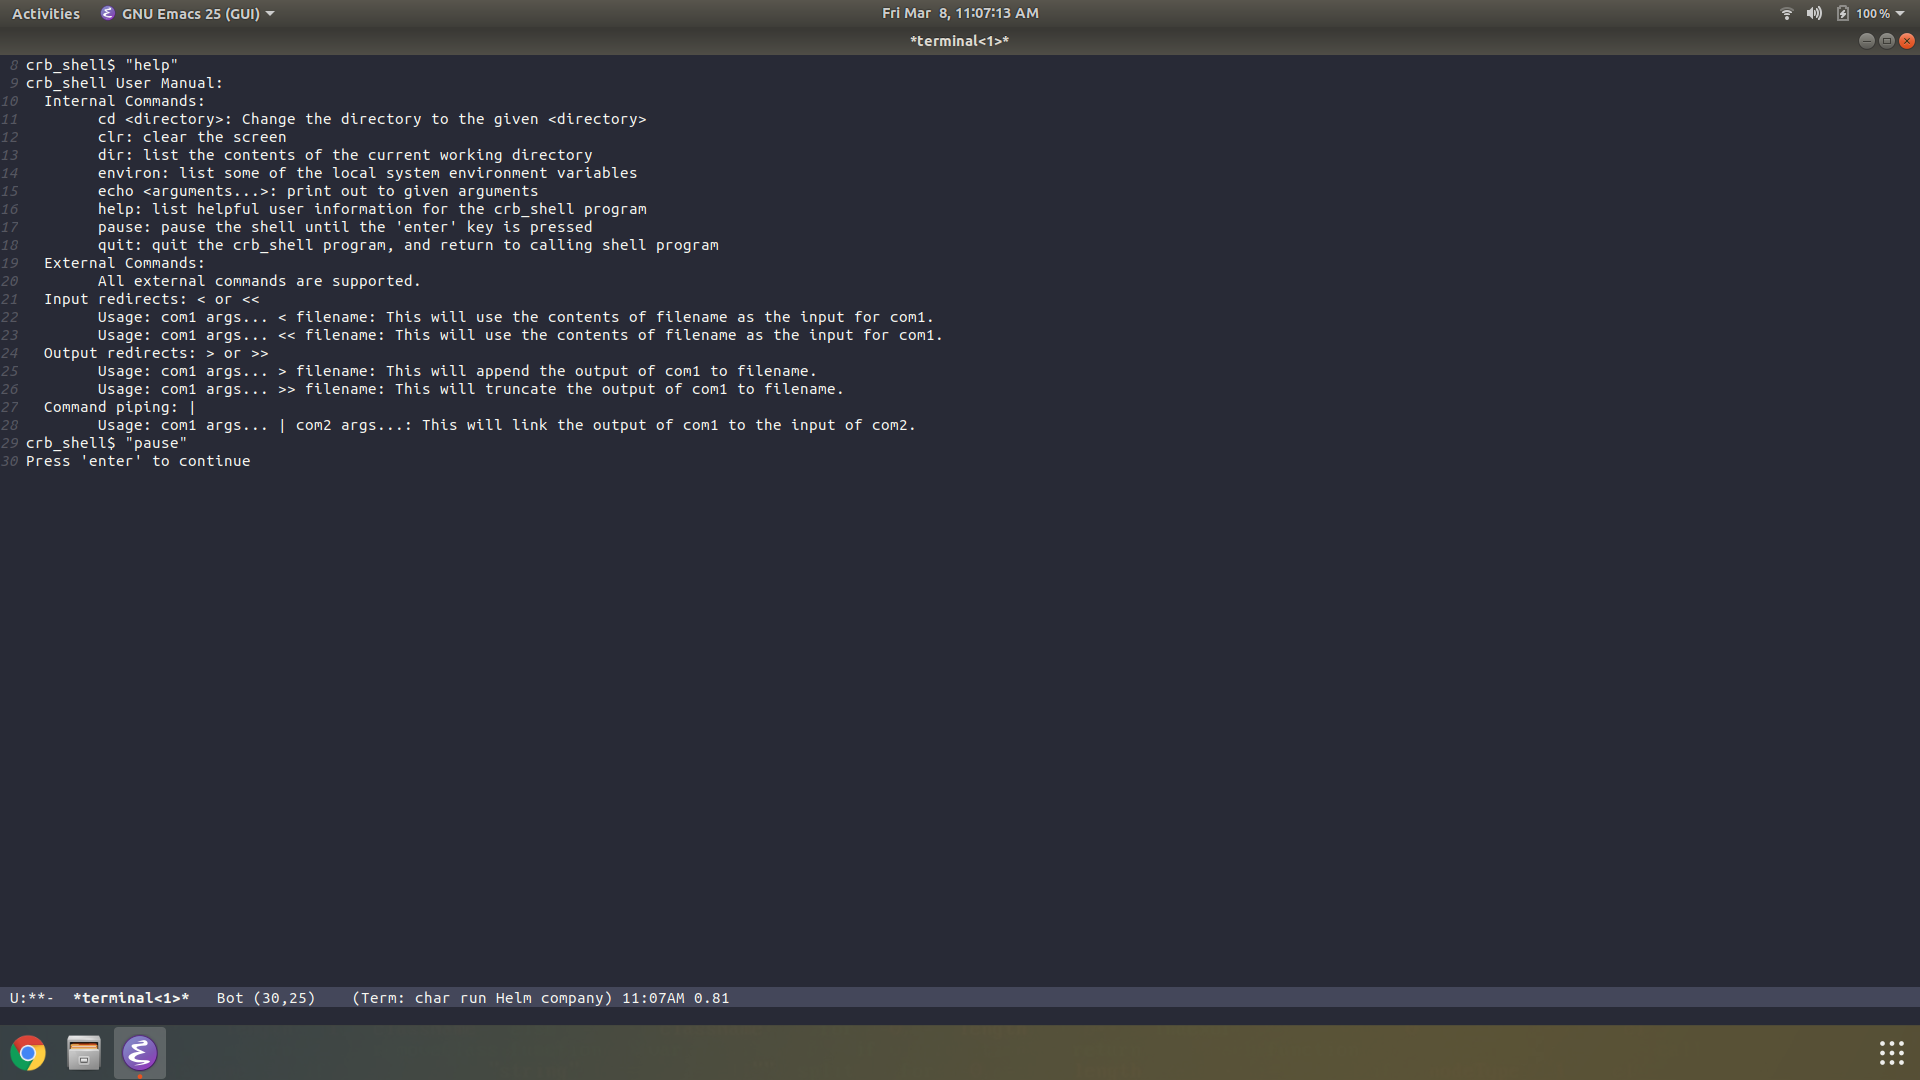 Activities GNU Emacs 25 (GUI) Fri Mar 8, 11:07:13 AM 100 %
*terminal<1>*
8 crb_shell$ "help"
9 crb_shell User Manual:
10 Internal Commands:
11 cd <directory>: Change the directory to the given <directory>
12 clr: clear the screen
13 dir: list the contents of the current working directory
14 environ: list some of the local system environment variables
15 echo <arguments...>: print out to given arguments
16 help: list helpful user information for the crb_shell program
17 pause: pause the shell until the 'enter' key is pressed
18 quit: quit the crb_shell program, and return to calling shell program
19 External Commands:
20 All external commands are supported.
21 Input redirects: < or <<
22 Usage: com1 args... < filename: This will use the contents of filename as the input for com1.
23 Usage: com1 args... << filename: This will use the contents of filename as the input for com1.
24 Output redirects: > or >>
25 Usage: com1 args... > filename: This will append the output of com1 to filename.
26 Usage: com1 args... >> filename: This will truncate the output of com1 to filename.
27 Command piping: |
28 Usage: com1 args... | com2 args...: This will link the output of com1 to the input of com2.
29 crb_shell$ "pause"
30 Press 'enter' to continue
U:**- *terminal<1>* Bot (30,25) (Term: char run Helm company) 11:07AM 0.81